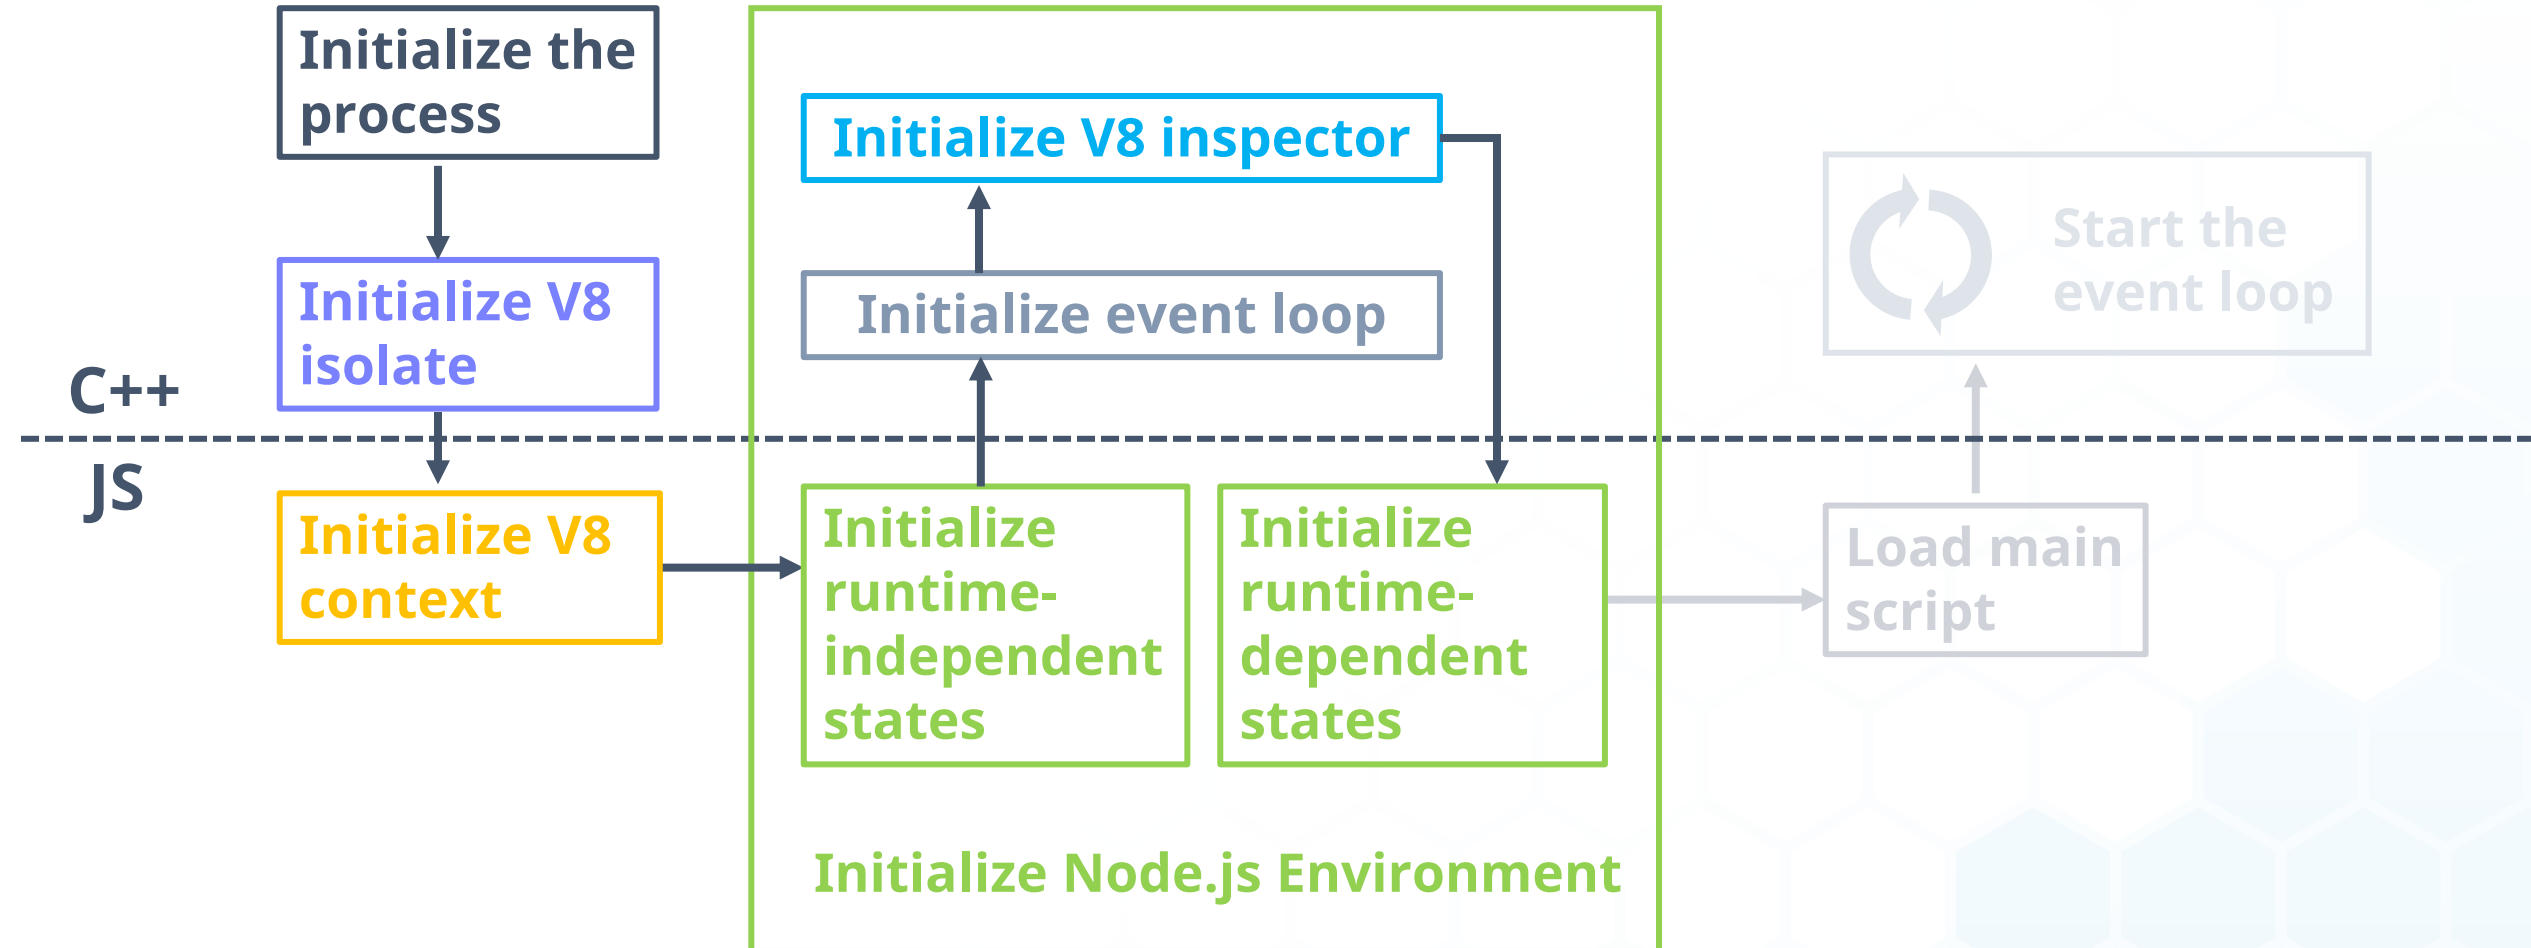 Initialize the
process
Initialize V8
isolate
C++
JS
Initialize V8
context
Initialize V8 inspector
Initialize event loop
Initialize
runtime-
independent
states
Initialize
runtime-
dependent
states
Initialize Node.js Environment
Start the
event loop
Load main
script